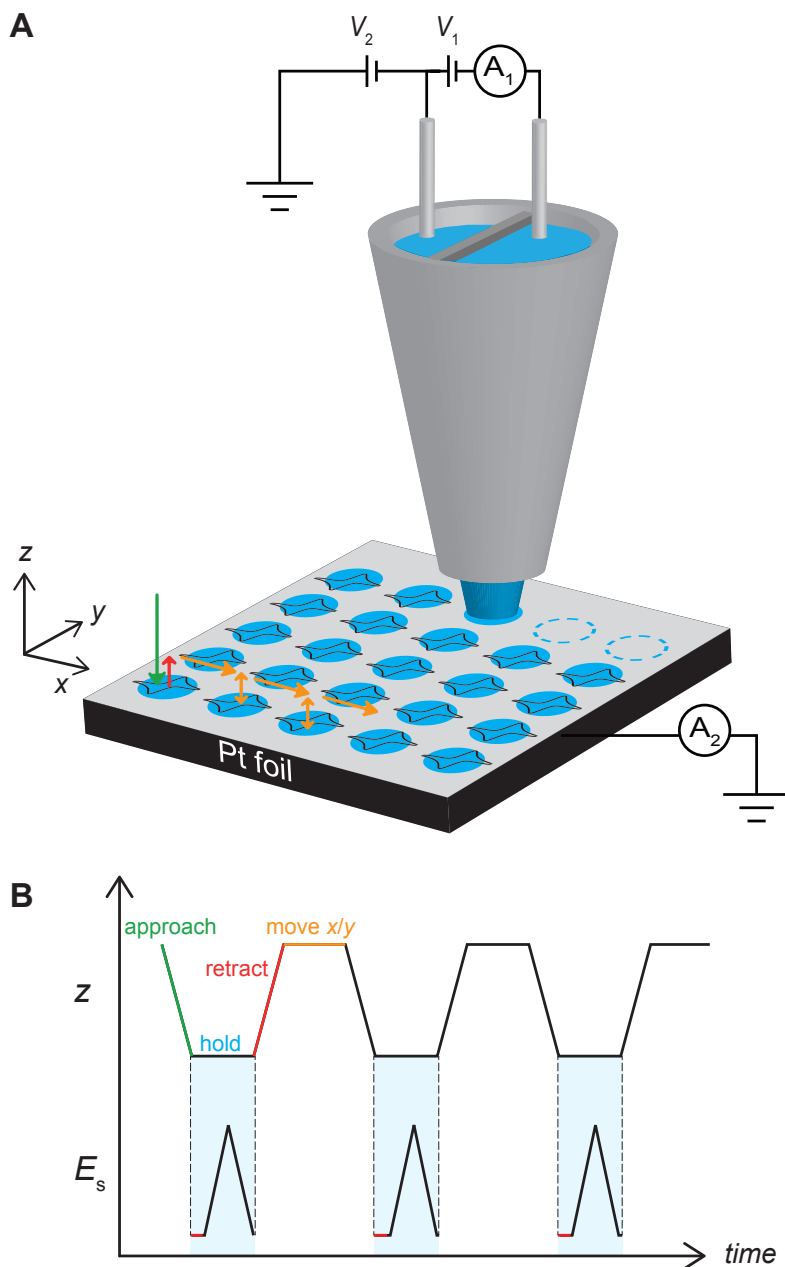 A
V2 V1
A1
z
y
x
Pt foil
A2
B
approach
move x/y
retract
z
hold
Es
time